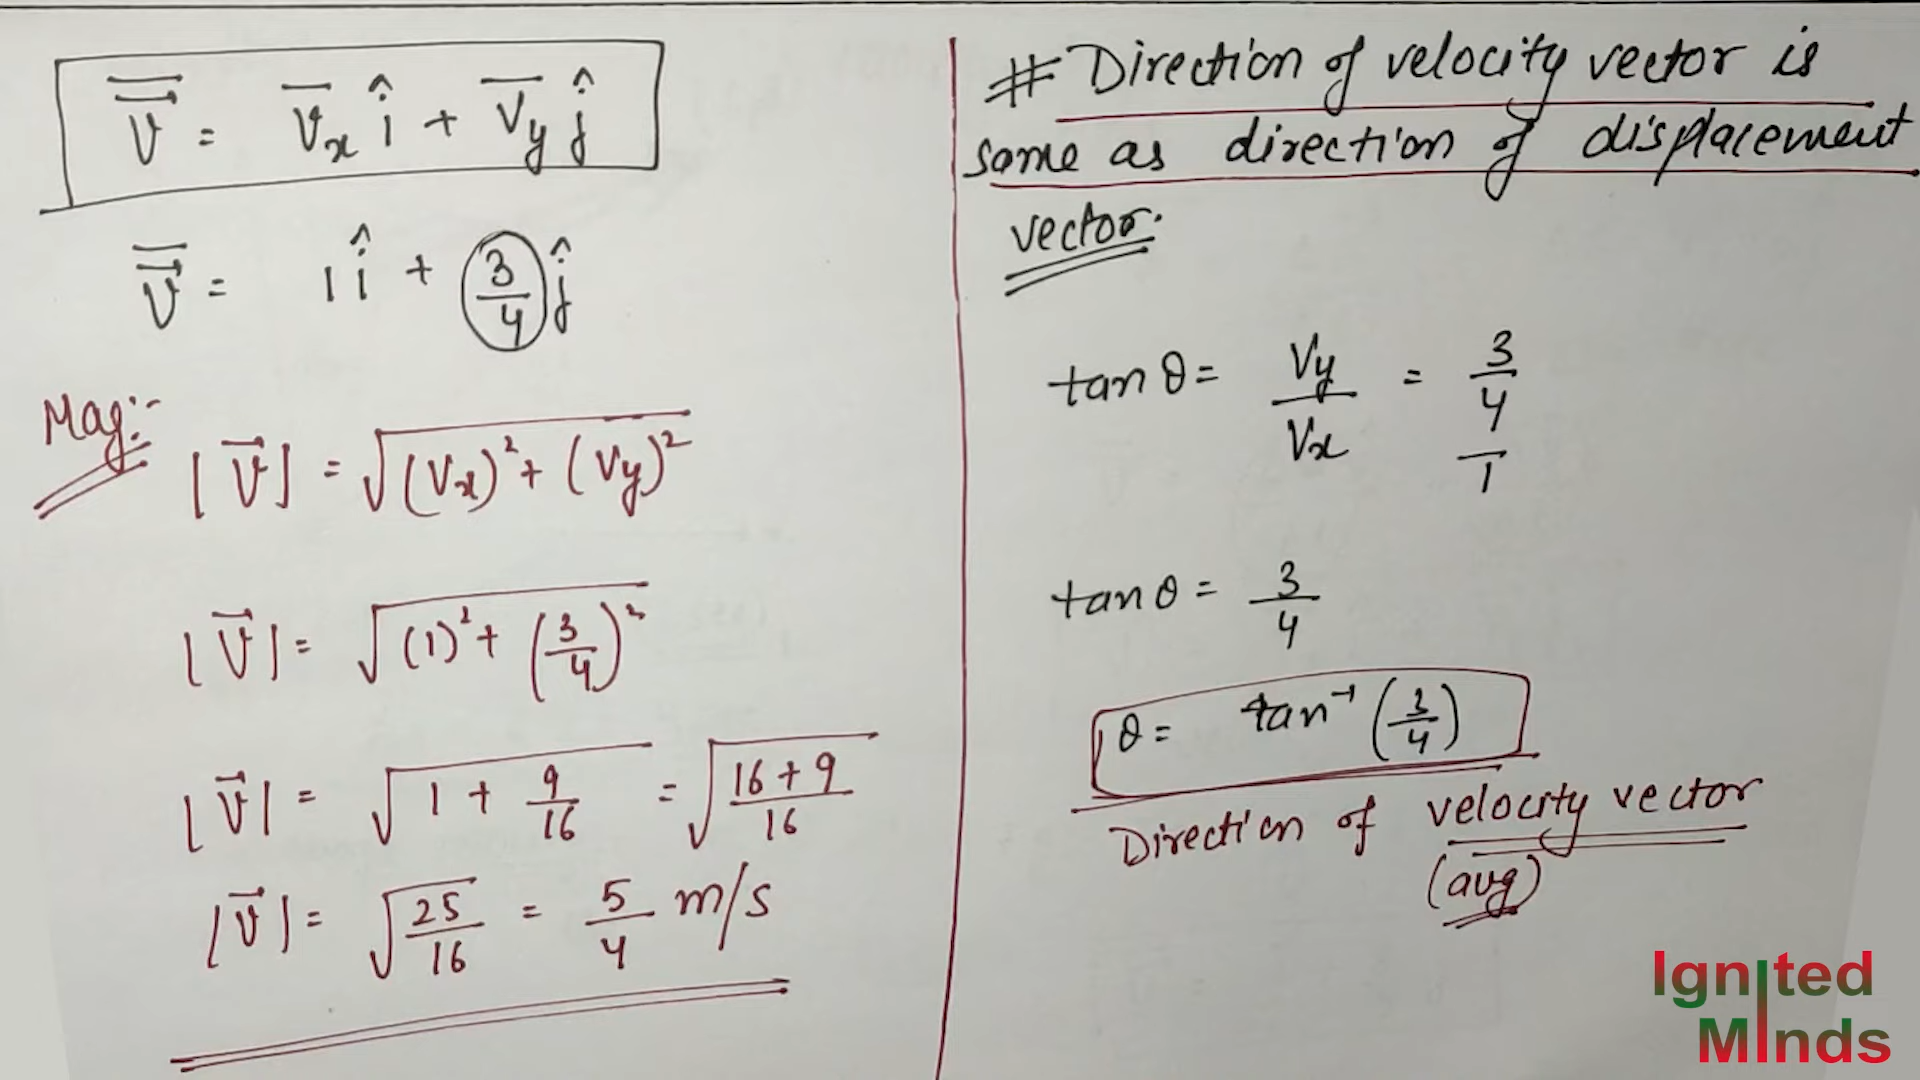 v̅⃗ = V̅x î + V̅y ĵ
v̅⃗ = 1 î + 3/4 ĵ
Mag:-
|v⃗| = √(Vx)² + (Vy)²
|v⃗| = √(1)² + (3/4)²
|v⃗| = √1 + 9/16 = √16+9/16
|v⃗| = √25/16 = 5/4 m/s
# Direction of velocity vector is
same as direction of displacement
vector.
tan θ = Vy/Vx = 3/4/1
tan θ = 3/4
θ = tan⁻¹ (3/4)
Direction of velocity vector
(avg)
Ignited
Minds